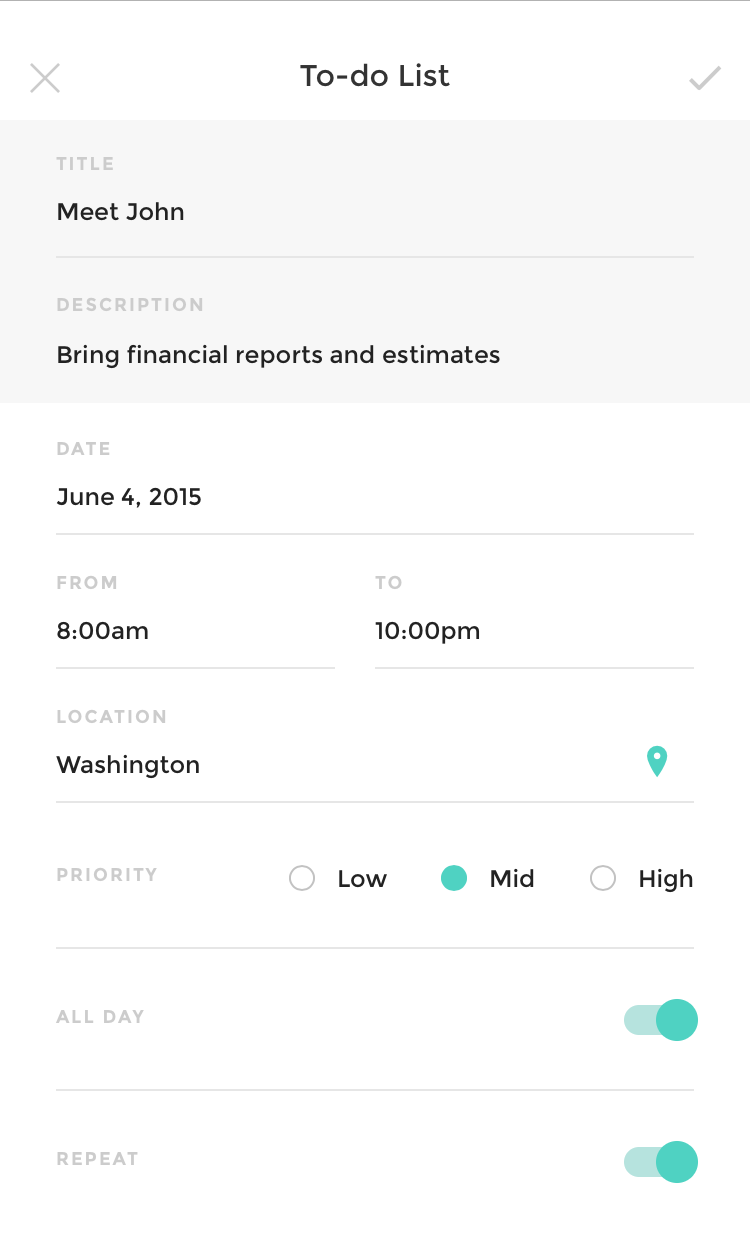 To-do List
TITLE
Meet John
DESCRIPTION
Bring financial reports and estimates
DATE
June 4, 2015
FROM TO
8:00am 10:00pm
LOCATION
Washington
PRIORITY Low Mid High
ALL DAY
REPEAT